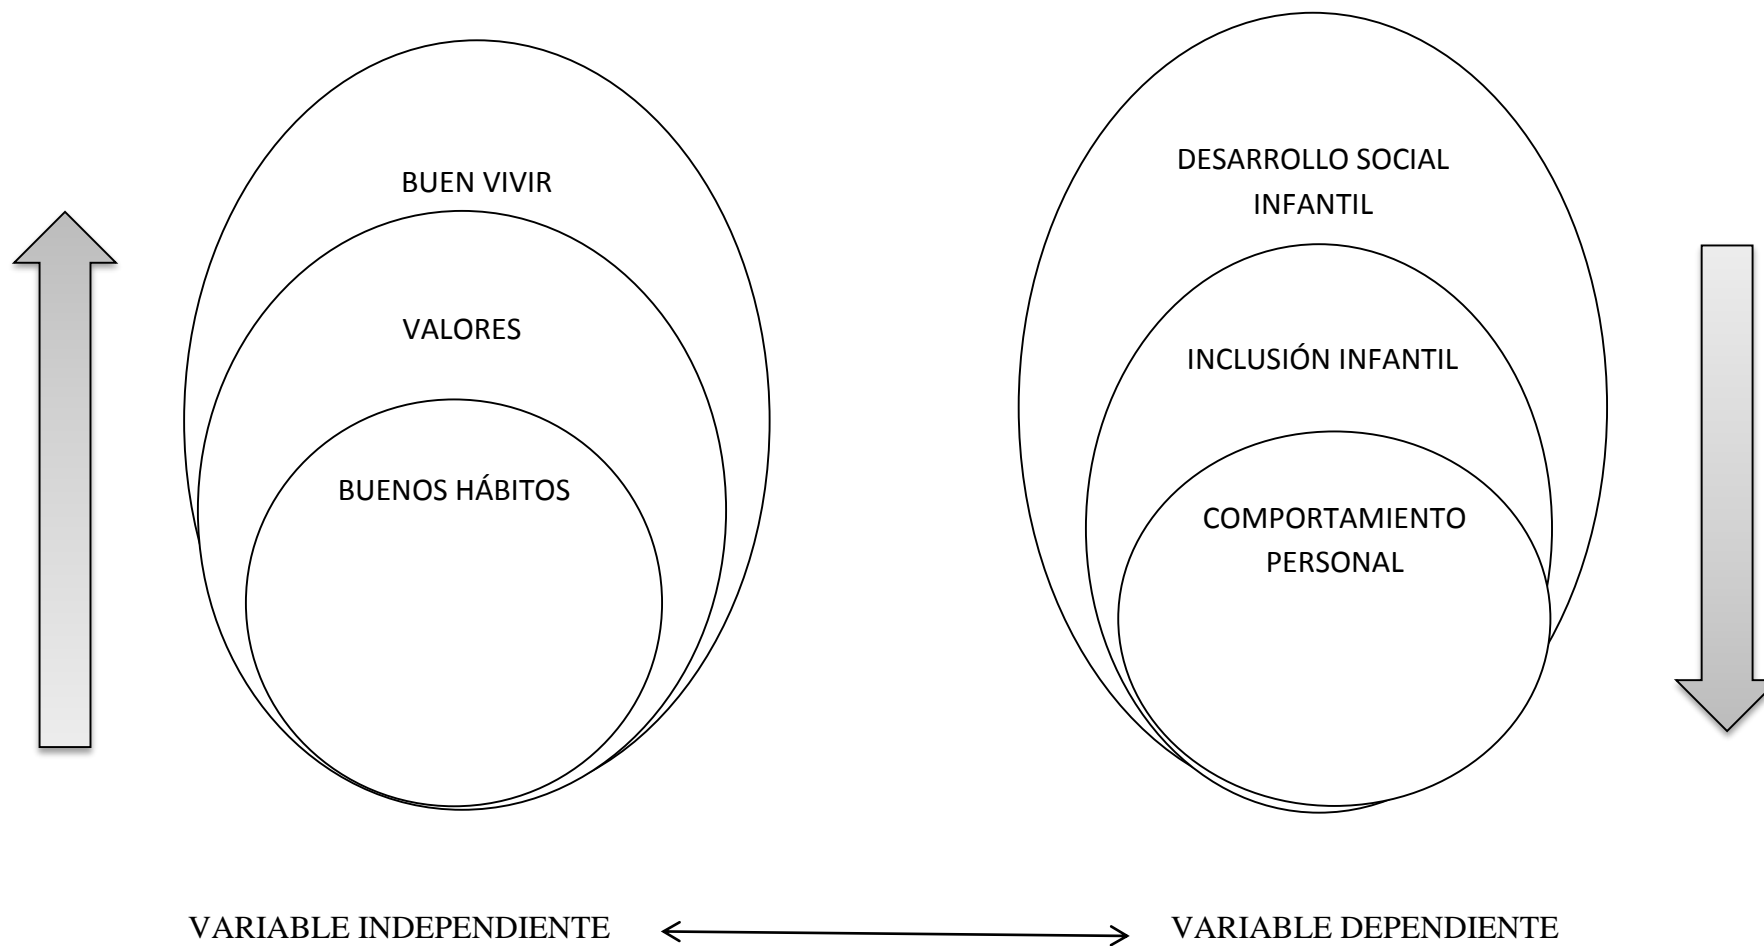 BUEN VIVIR
VALORES
BUENOS HÁBITOS
DESARROLLO SOCIAL
INFANTIL
INCLUSIÓN INFANTIL
COMPORTAMIENTO
PERSONAL
VARIABLE INDEPENDIENTE
VARIABLE DEPENDIENTE